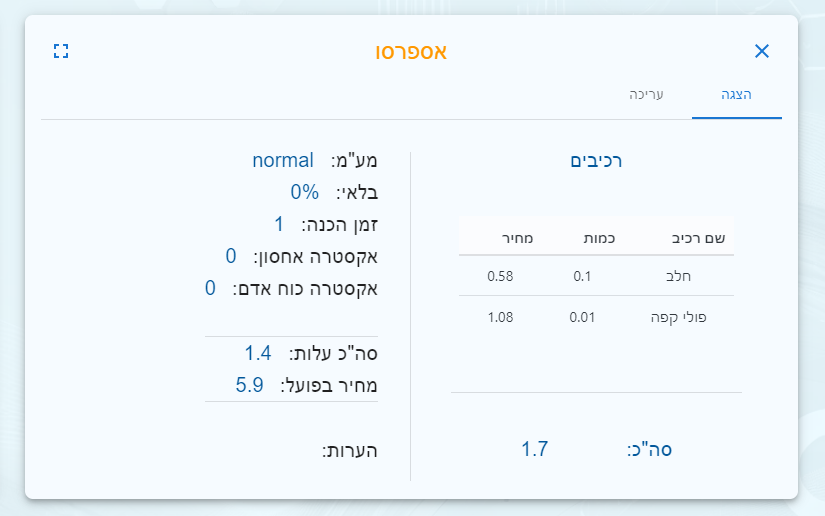 אספרסו
הצגה עריכה
רכיבים
שם רכיב כמות מחיר
חלב 0.1 0.58
פולי קפה 0.01 1.08
סה"כ: 1.7
מע"מ: normal
בלאי: 0%
זמן הכנה: 1
אקסטרה אחסון: 0
אקסטרה כוח אדם: 0
סה"כ עלות: 1.4
מחיר בפועל: 5.9
הערות: